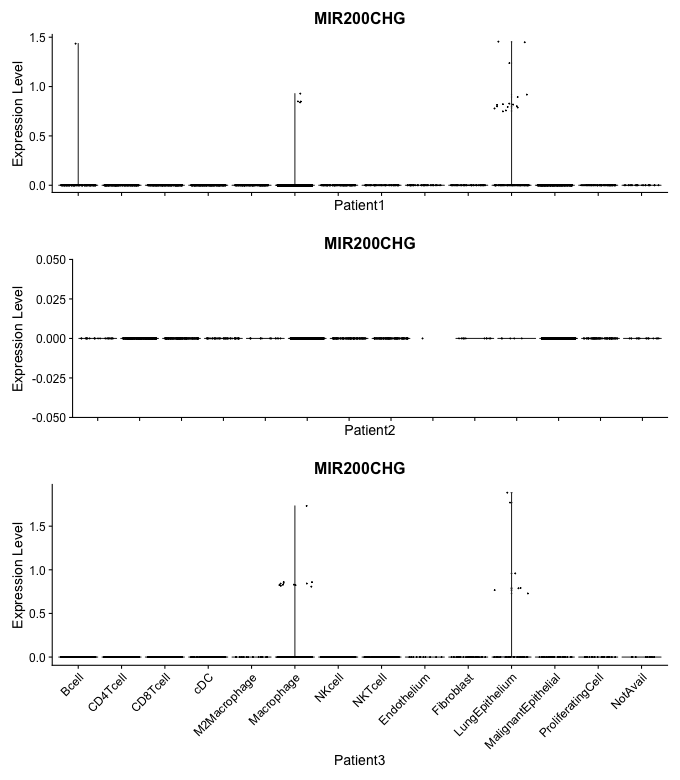 MIR200CHG
Expression Level
1.5
1.0
0.5
0.0
Patient1
MIR200CHG
Expression Level
0.050
0.025
0.000
-0.025
-0.050
Patient2
MIR200CHG
Expression Level
1.5
1.0
0.5
0.0
Bcell
CD4Tcell
CD8Tcell
cDC
M2Macrophage
Macrophage
NKcell
NKTcell
Endothelium
Fibroblast
LungEpithelium
MalignantEpithelial
ProliferatingCell
NotAvail
Patient3